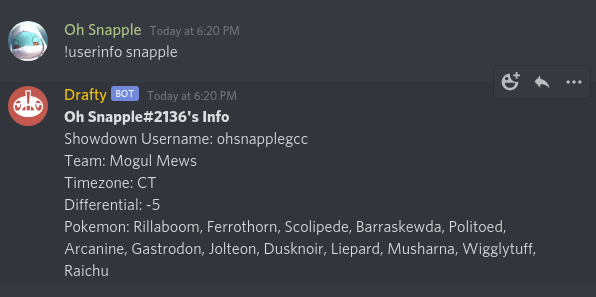 Oh Snapple Today at 6:20 PM
!userinfo snapple
Drafty BOT Today at 6:20 PM
Oh Snapple#2136's Info
Showdown Username: ohsnapplegcc
Team: Mogul Mews
Timezone: CT
Differential: -5
Pokemon: Rillaboom, Ferrothorn, Scolipede, Barraskewda, Politoed,
Arcanine, Gastrodon, Jolteon, Dusknoir, Liepard, Musharna, Wigglytuff,
Raichu